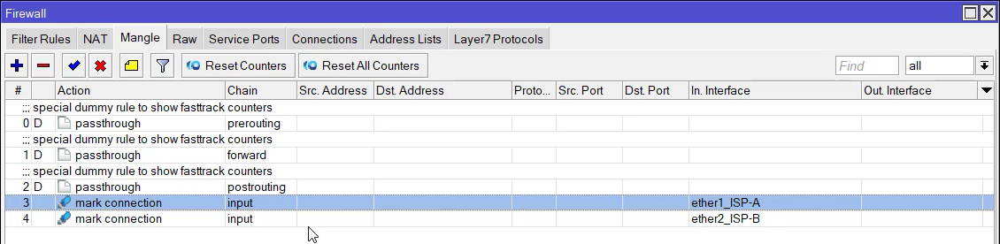 Firewall
Filter Rules NAT Mangle Raw Service Ports Connections Address Lists Layer7 Protocols
Reset Counters Reset All Counters Find all
# Action Chain Src. Address Dst. Address Proto... Src. Port Dst. Port In. Interface Out. Interface
;;; special dummy rule to show fasttrack counters
0 D passthrough prerouting
;;; special dummy rule to show fasttrack counters
1 D passthrough forward
;;; special dummy rule to show fasttrack counters
2 D passthrough postrouting
3 mark connection input ether1_ISP-A
4 mark connection input ether2_ISP-B